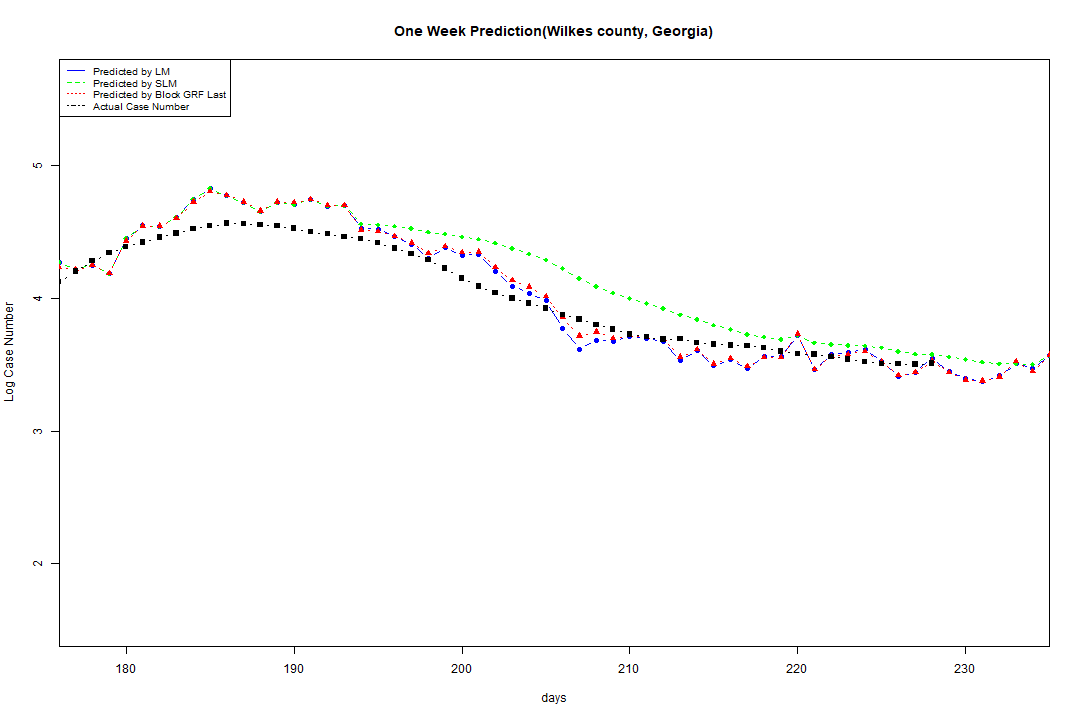 One Week Prediction(Wilkes county, Georgia)
Predicted by LM
Predicted by SLM
Predicted by Block GRF Last
Actual Case Number
5
4
3
2
Log Case Number
180 190 200 210 220 230
days